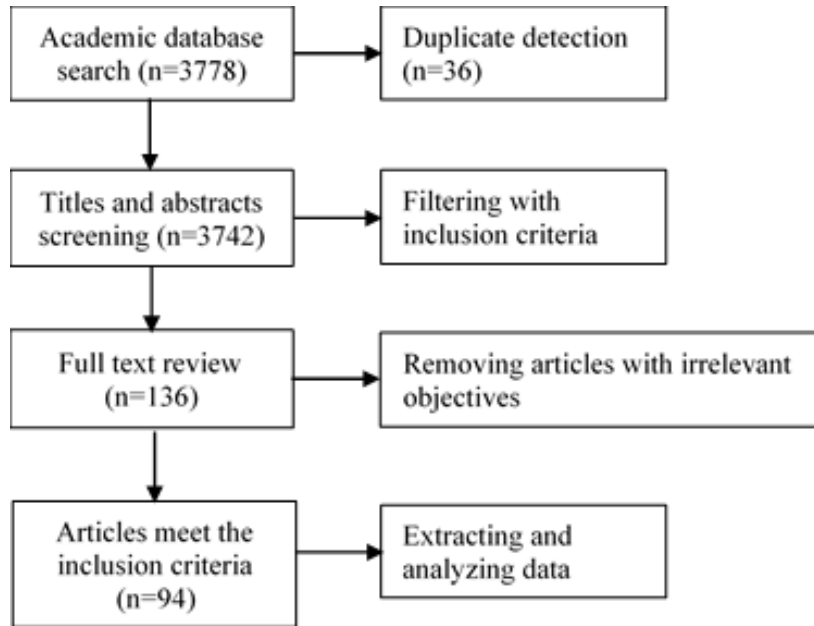 Academic database
search (n=3778)
Duplicate detection
(n=36)
Titles and abstracts
screening (n=3742)
Filtering with
inclusion criteria
Full text review
(n=136)
Removing articles with irrelevant
objectives
Articles meet the
inclusion criteria
(n=94)
Extracting and
analyzing data